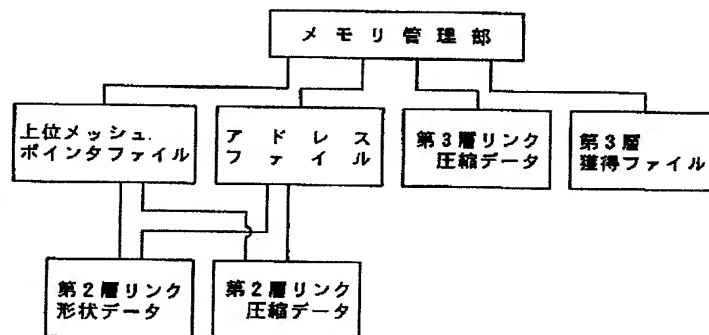 メモリ管理部
上位メッシュ.
ポインタファイル
アドレス
ファイル
第3層リンク
圧縮データ
第3層
獲得ファイル
第2層リンク
形状データ
第2層リンク
圧縮データ